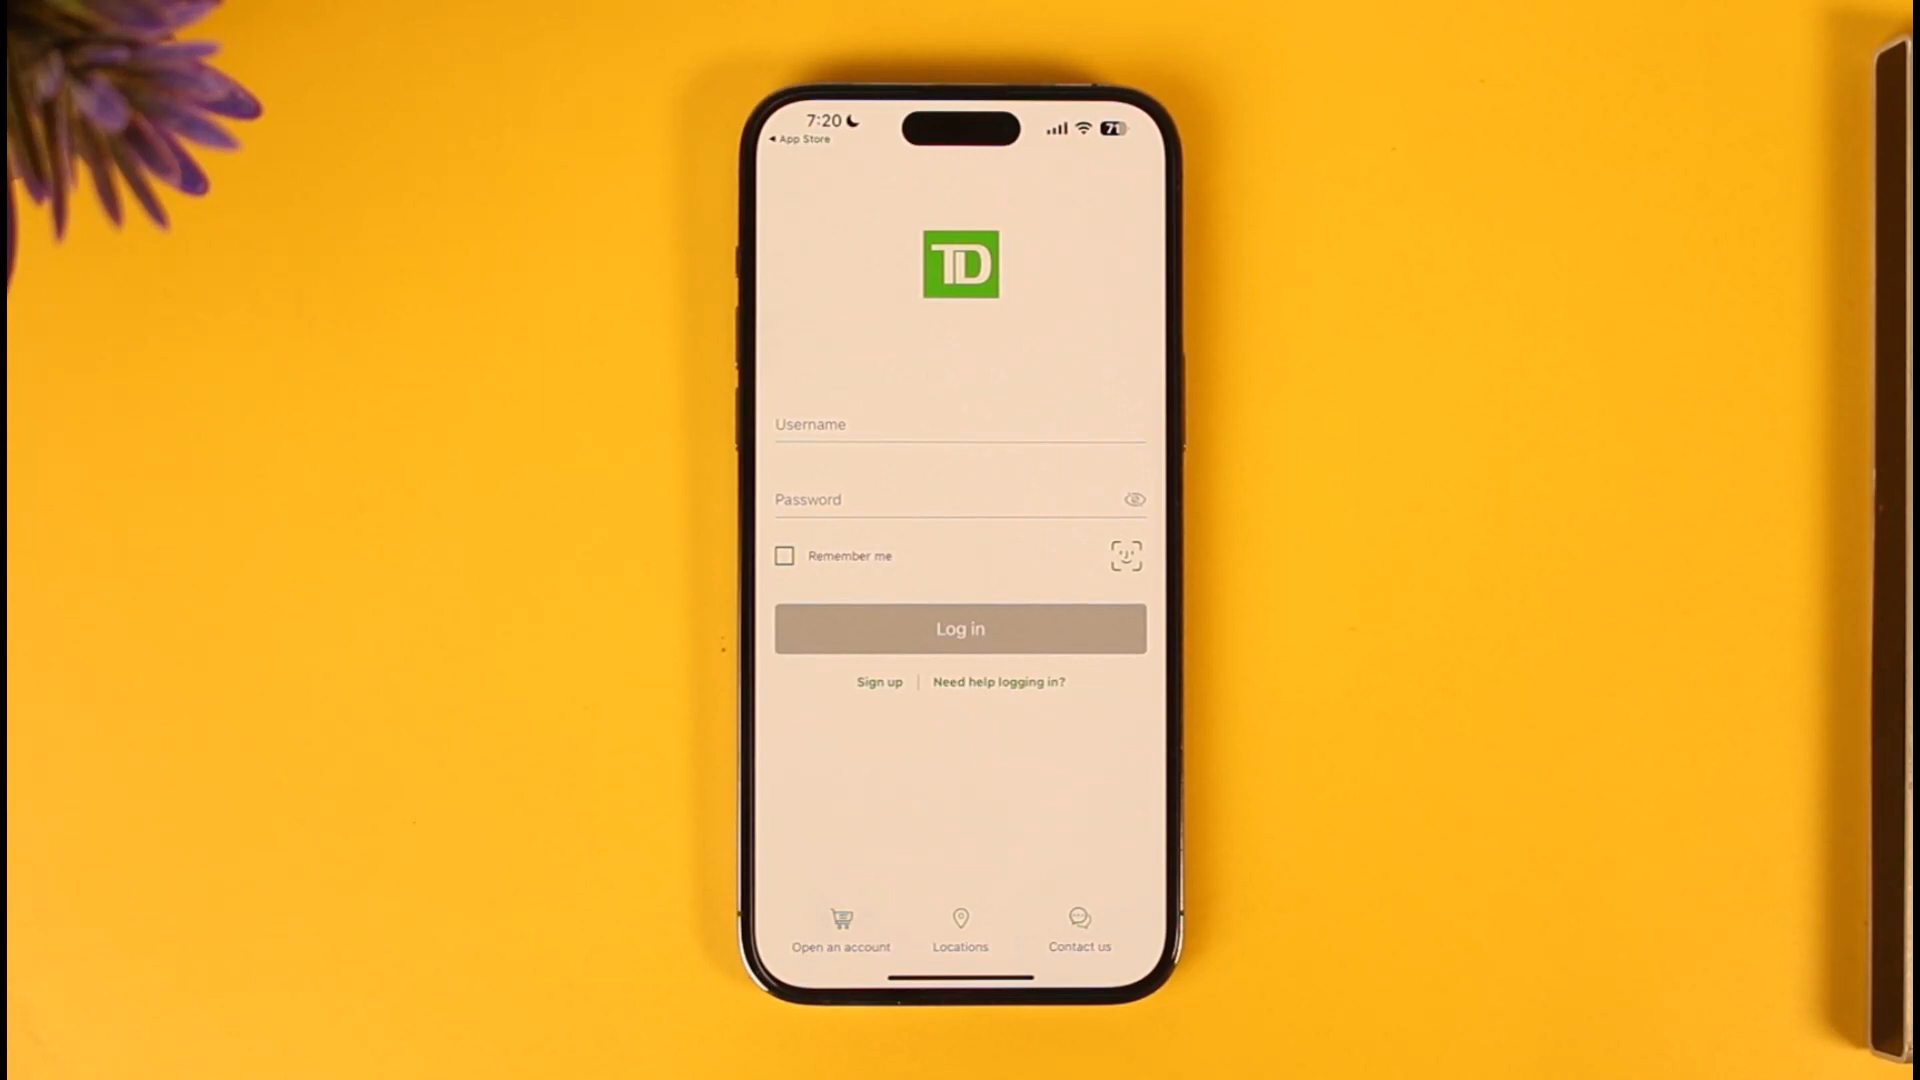 7:20
App Store
71
TD
Username
Password
Remember me
Log in
Sign up | Need help logging in?
Open an account
Locations
Contact us